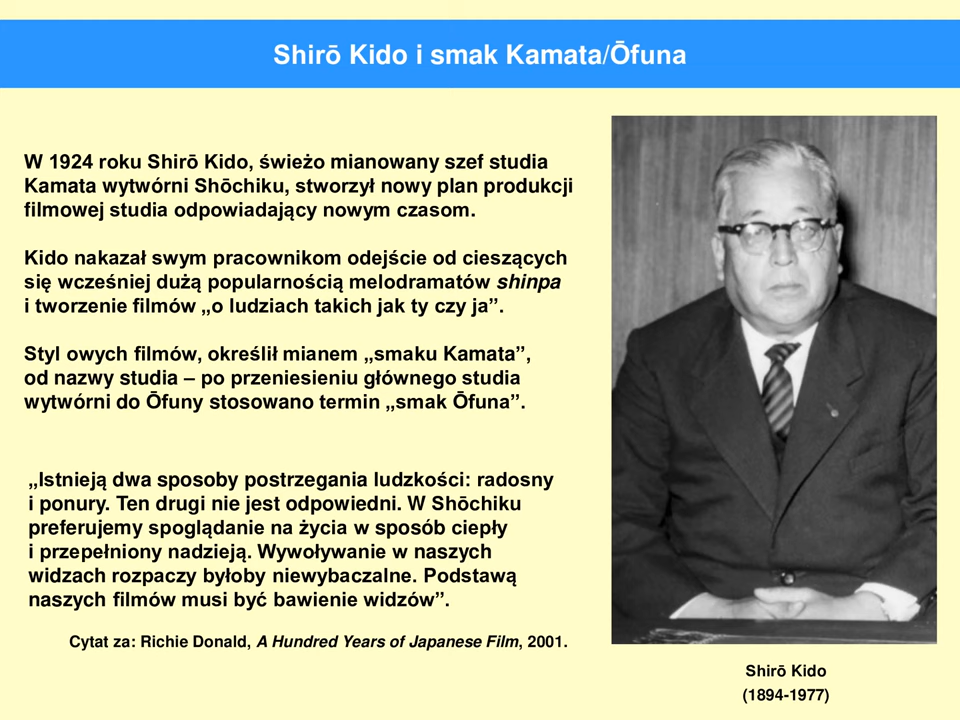 Shirō Kido i smak Kamata/Ōfuna
W 1924 roku Shirō Kido, świeżo mianowany szef studia
Kamata wytwórni Shōchiku, stworzył nowy plan produkcji
filmowej studia odpowiadający nowym czasom.
Kido nakazał swym pracownikom odejście od cieszących
się wcześniej dużą popularnością melodramatów shinpa
i tworzenie filmów „o ludziach takich jak ty czy ja”.
Styl owych filmów, określił mianem „smaku Kamata”,
od nazwy studia – po przeniesieniu głównego studia
wytwórni do Ōfuny stosowano termin „smak Ōfuna”.
„Istnieją dwa sposoby postrzegania ludzkości: radosny
i ponury. Ten drugi nie jest odpowiedni. W Shōchiku
preferujemy spoglądanie na życia w sposób ciepły
i przepełniony nadzieją. Wywoływanie w naszych
widzach rozpaczy byłoby niewybaczalne. Podstawą
naszych filmów musi być bawienie widzów”.
Cytat za: Richie Donald, A Hundred Years of Japanese Film, 2001.
Shirō Kido
(1894-1977)